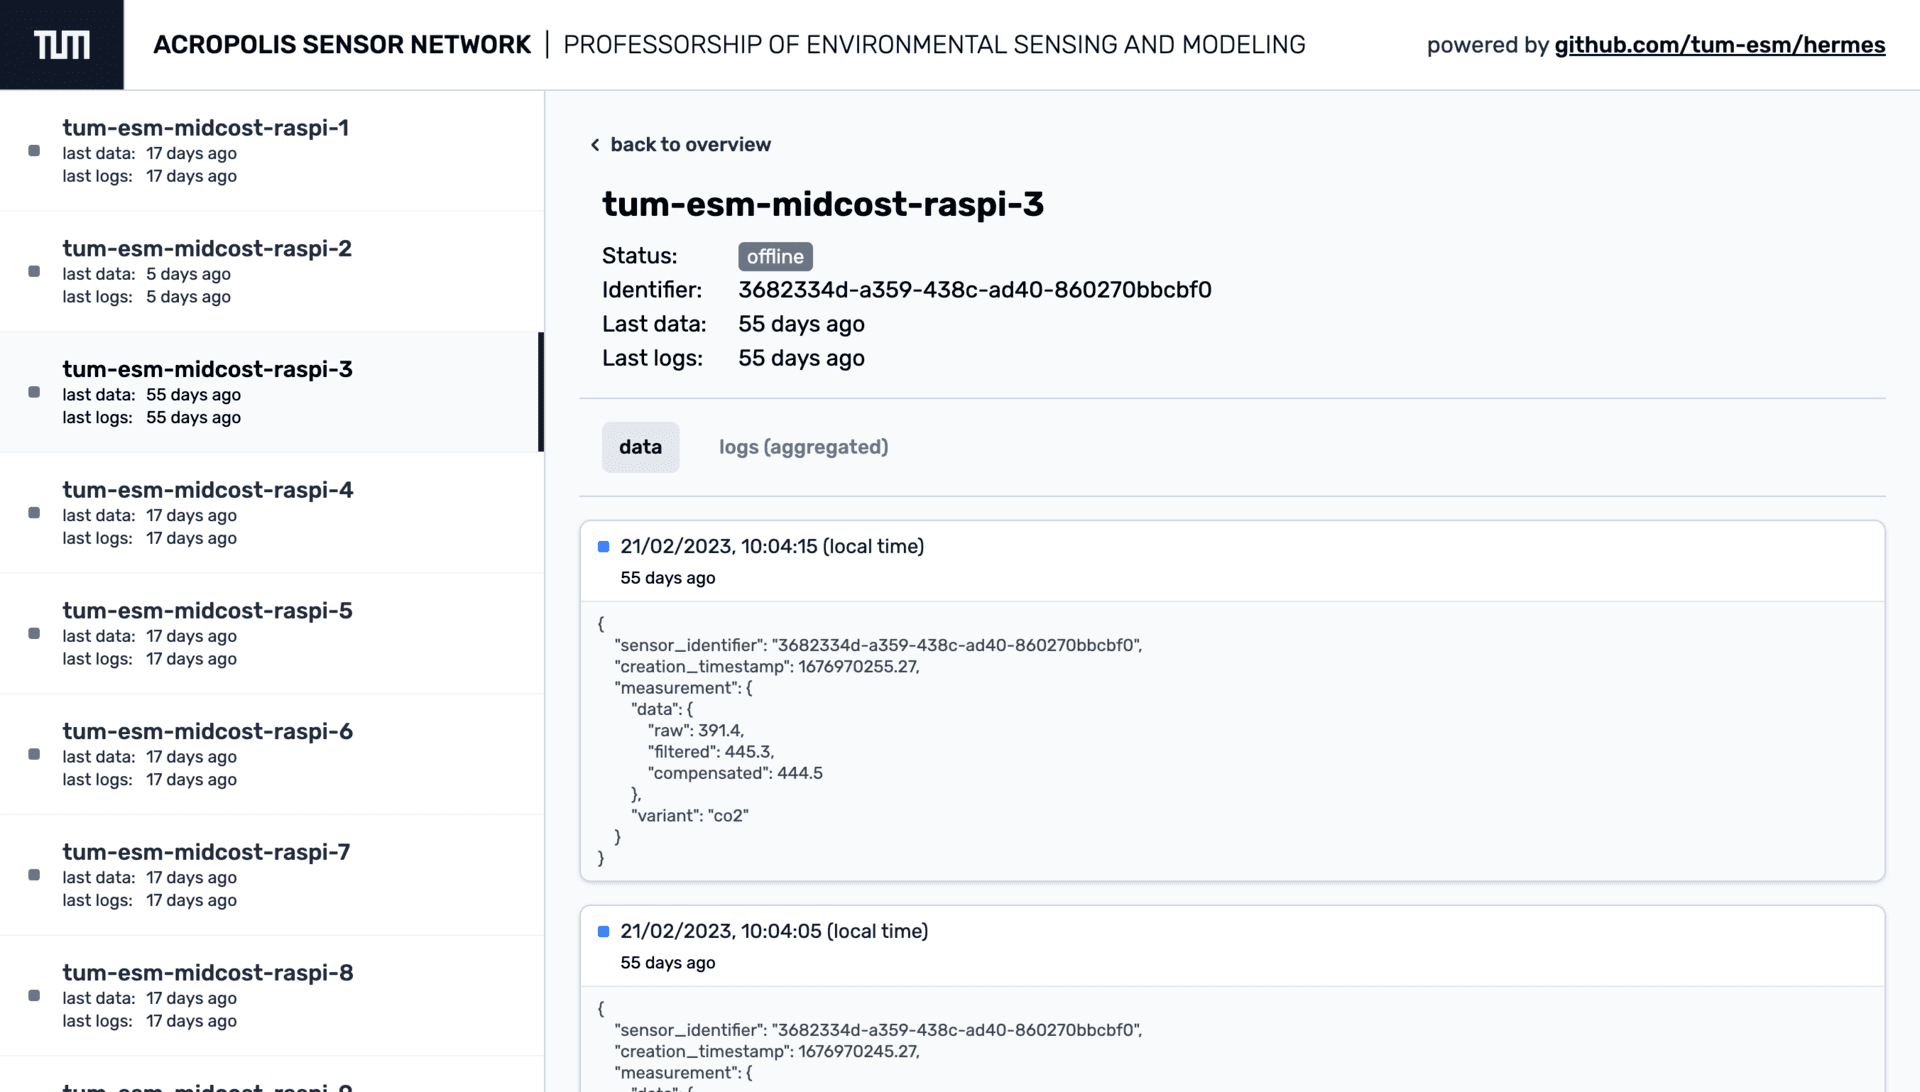 TUM
ACROPOLIS SENSOR NETWORK | PROFESSORSHIP OF ENVIRONMENTAL SENSING AND MODELING
powered by github.com/tum-esm/hermes
tum-esm-midcost-raspi-1
last data: 17 days ago
last logs: 17 days ago
tum-esm-midcost-raspi-2
last data: 5 days ago
last logs: 5 days ago
tum-esm-midcost-raspi-3
last data: 55 days ago
last logs: 55 days ago
tum-esm-midcost-raspi-4
last data: 17 days ago
last logs: 17 days ago
tum-esm-midcost-raspi-5
last data: 17 days ago
last logs: 17 days ago
tum-esm-midcost-raspi-6
last data: 17 days ago
last logs: 17 days ago
tum-esm-midcost-raspi-7
last data: 17 days ago
last logs: 17 days ago
tum-esm-midcost-raspi-8
last data: 17 days ago
last logs: 17 days ago
tum-esm-midcost-raspi-9
< back to overview
tum-esm-midcost-raspi-3
Status: offline
Identifier: 3682334d-a359-438c-ad40-860270bbcbf0
Last data: 55 days ago
Last logs: 55 days ago
data logs (aggregated)
21/02/2023, 10:04:15 (local time)
55 days ago
{
"sensor_identifier": "3682334d-a359-438c-ad40-860270bbcbf0",
"creation_timestamp": 1676970255.27,
"measurement": {
"data": {
"raw": 391.4,
"filtered": 445.3,
"compensated": 444.5
},
"variant": "co2"
}
}
21/02/2023, 10:04:05 (local time)
55 days ago
{
"sensor_identifier": "3682334d-a359-438c-ad40-860270bbcbf0",
"creation_timestamp": 1676970245.27,
"measurement": {
"data": {